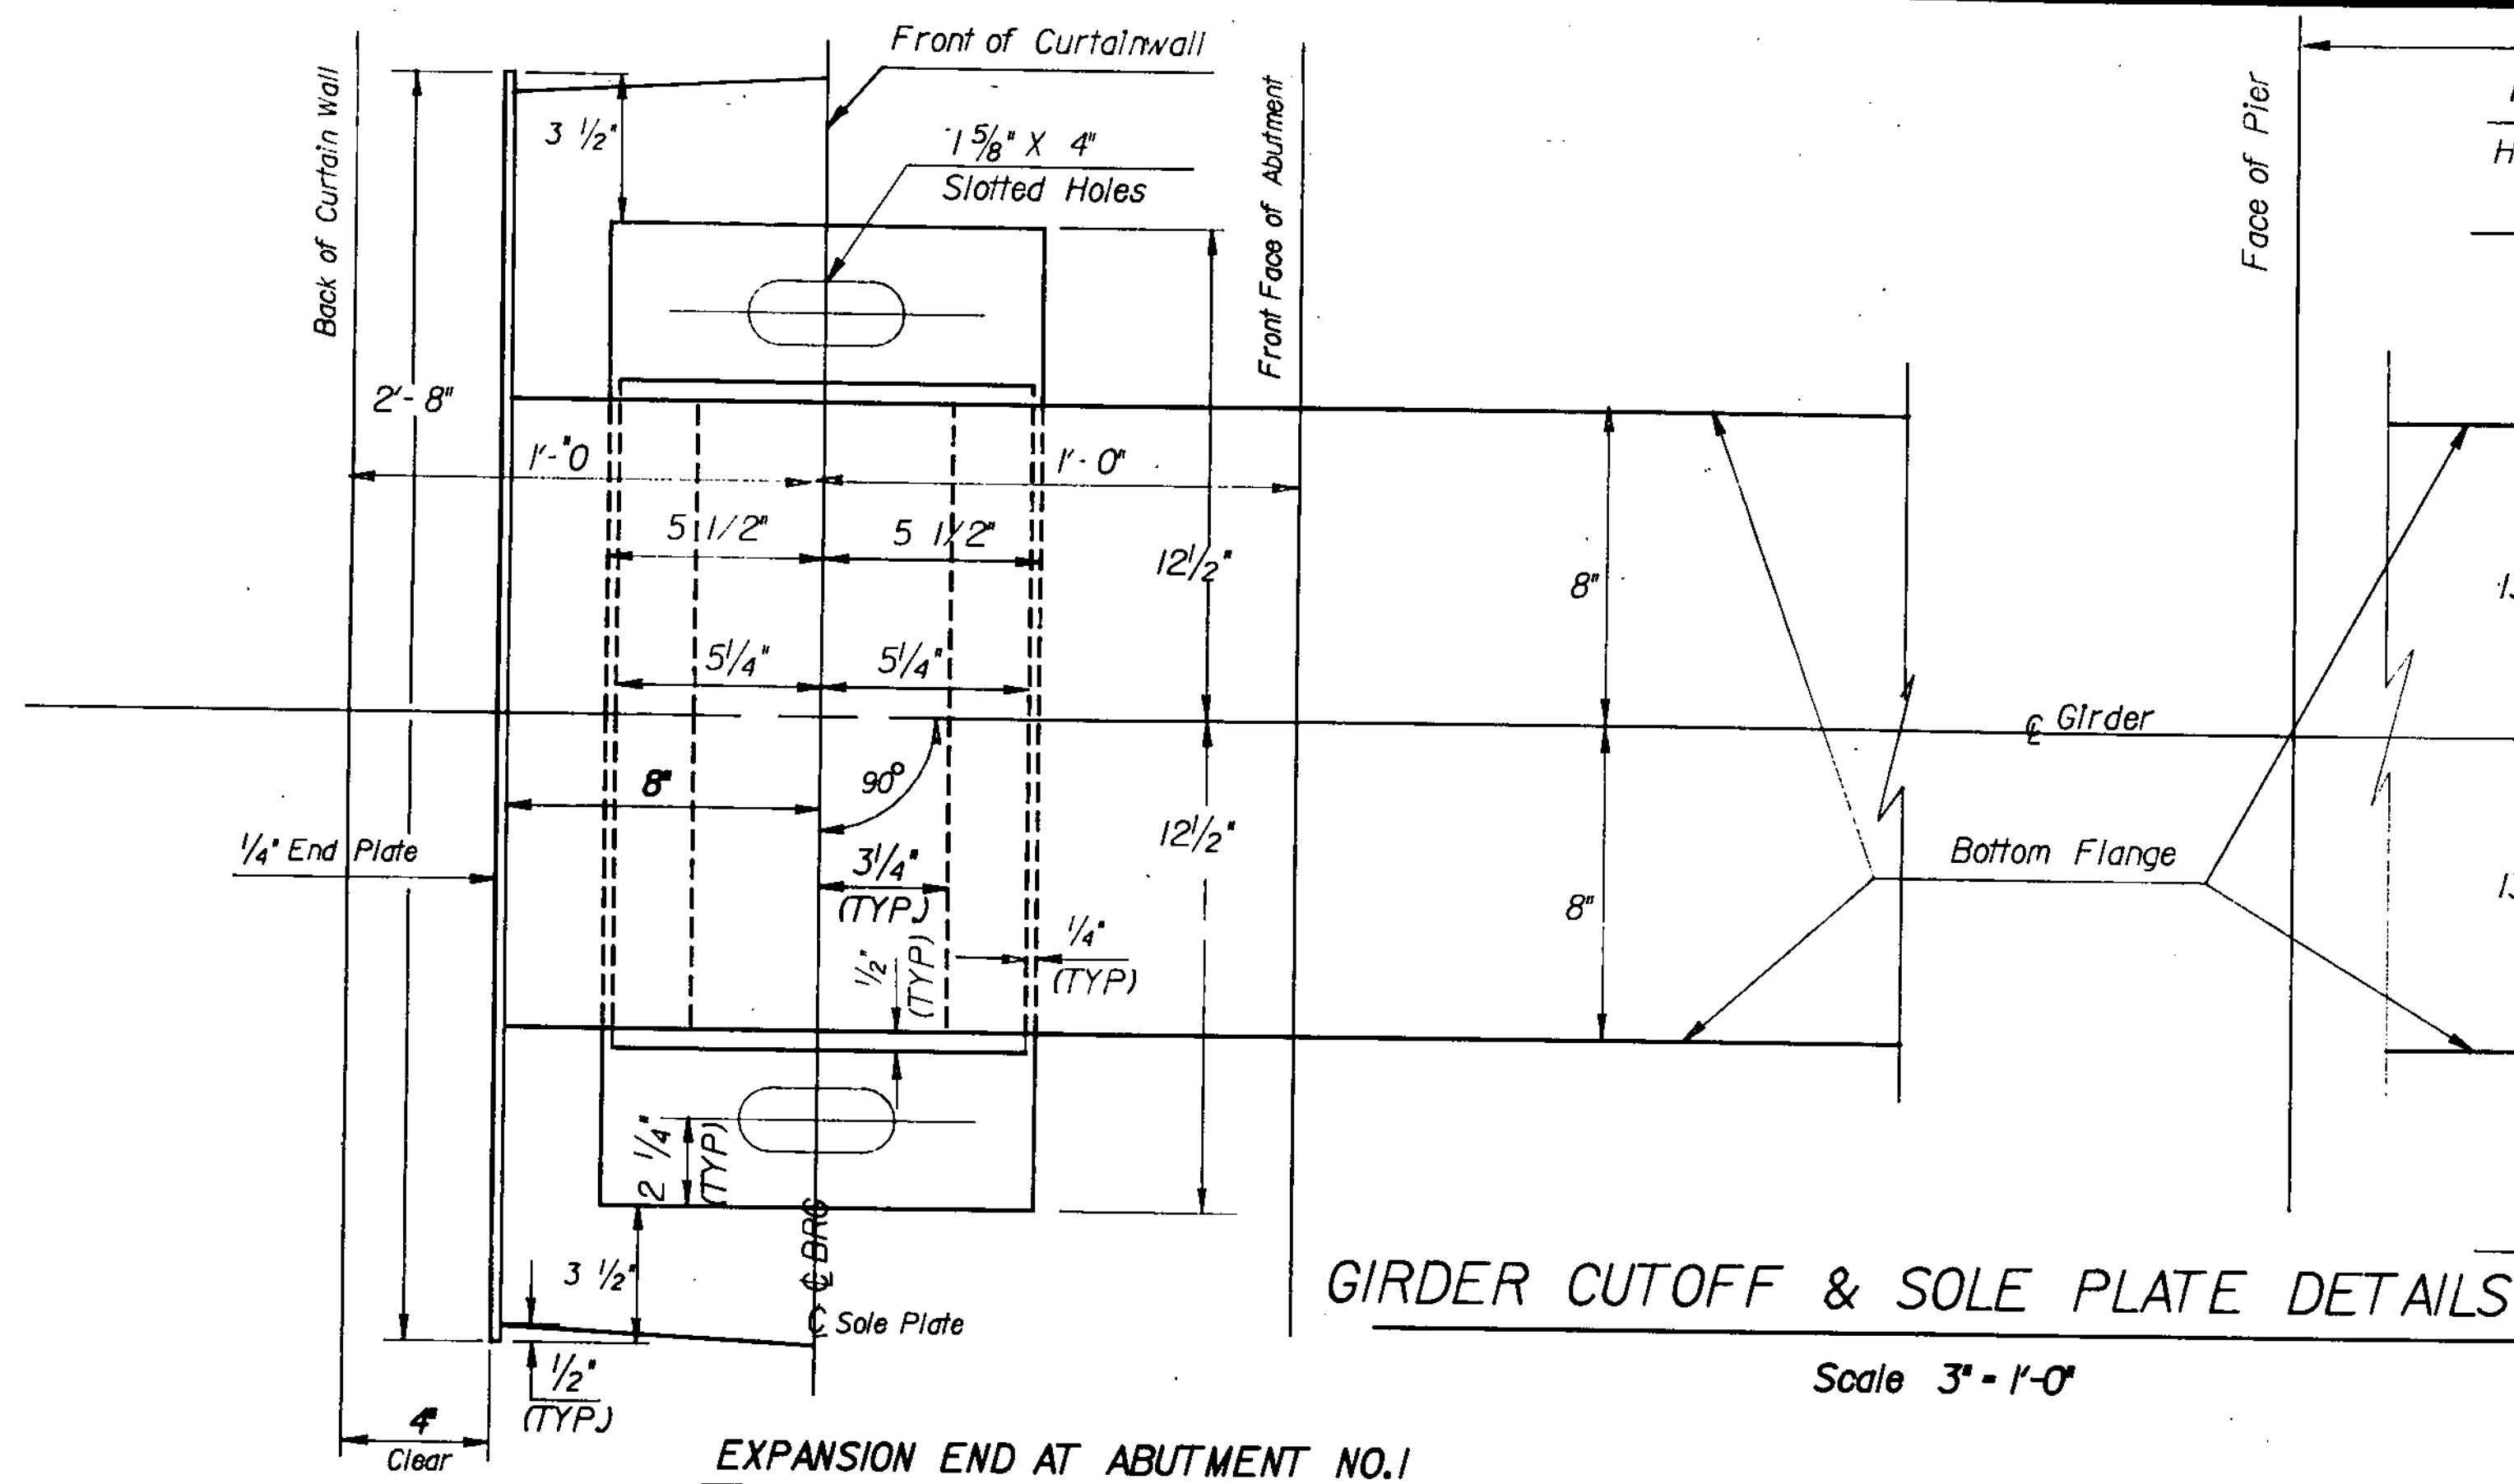 Front of Curtainwall
Back of Curtain Wall
3 1/2"
1 5/8" X 4"
Slotted Holes
Front Face of Abutment
Face of Pier
H
2'- 8"
1'-"0
1'-0"
5 1/2"
5 1/2"
12 1/2"
8"
5 1/4"
5 1/4"
℄ Girder
8"
90°
1/4" End Plate
12 1/2"
3 1/4"
(TYP.)
Bottom Flange
8"
1/2"
(TYP)
1/4"
(TYP)
2 1/4"
(TYP)
3 1/2"
℄ BRG
℄ Sole Plate
GIRDER CUTOFF & SOLE PLATE DETAILS
1/2"
(TYP.)
Scale 3" = 1'-0"
4"
Clear
EXPANSION END AT ABUTMENT NO.1